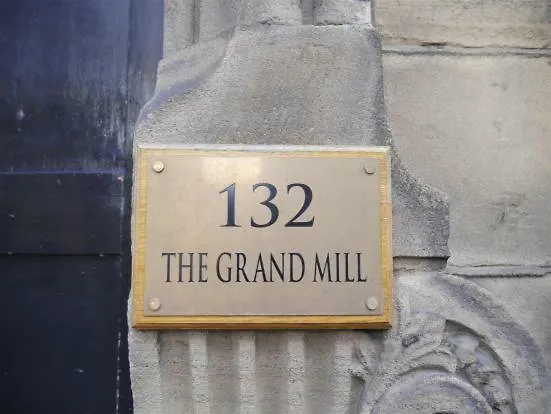 132
THE GRAND MILL